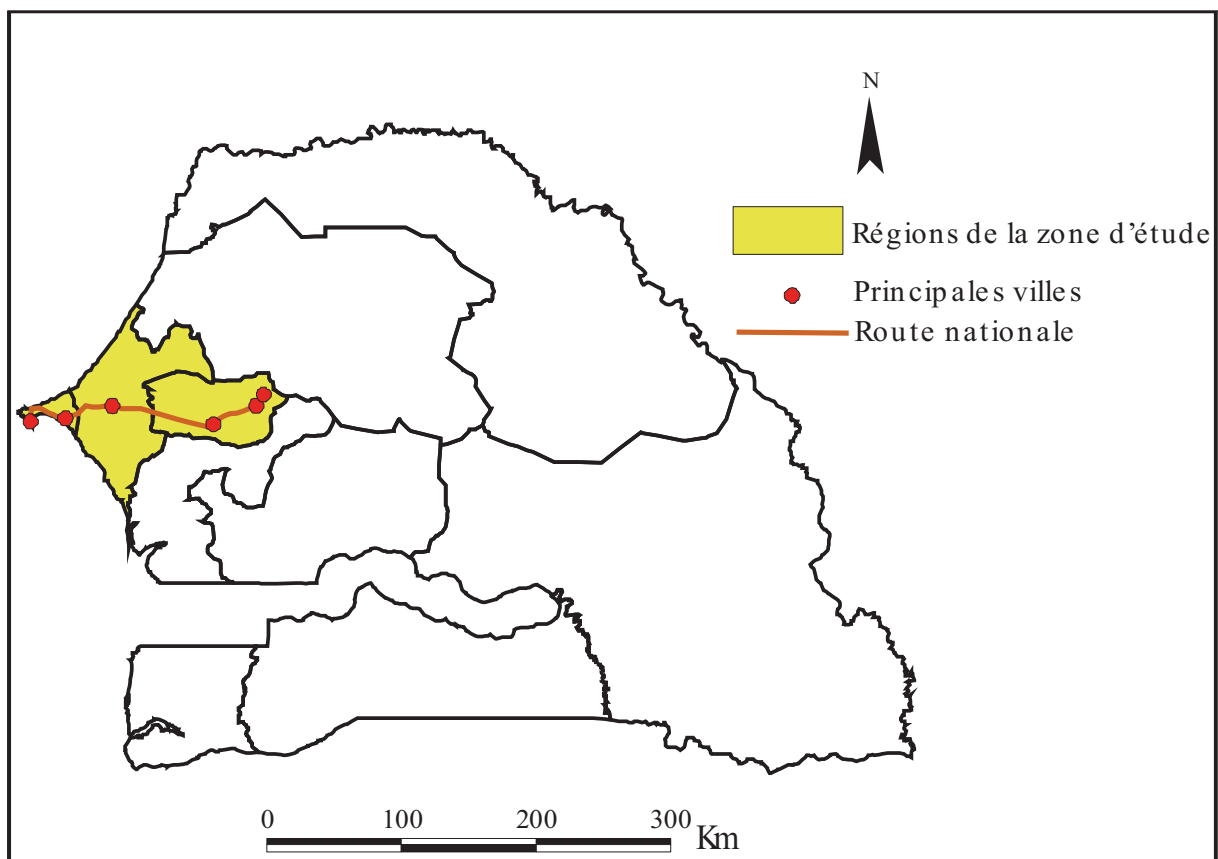 N
Régions de la zone d'étude
Principales villes
Route nationale
0 100 200 300
Km